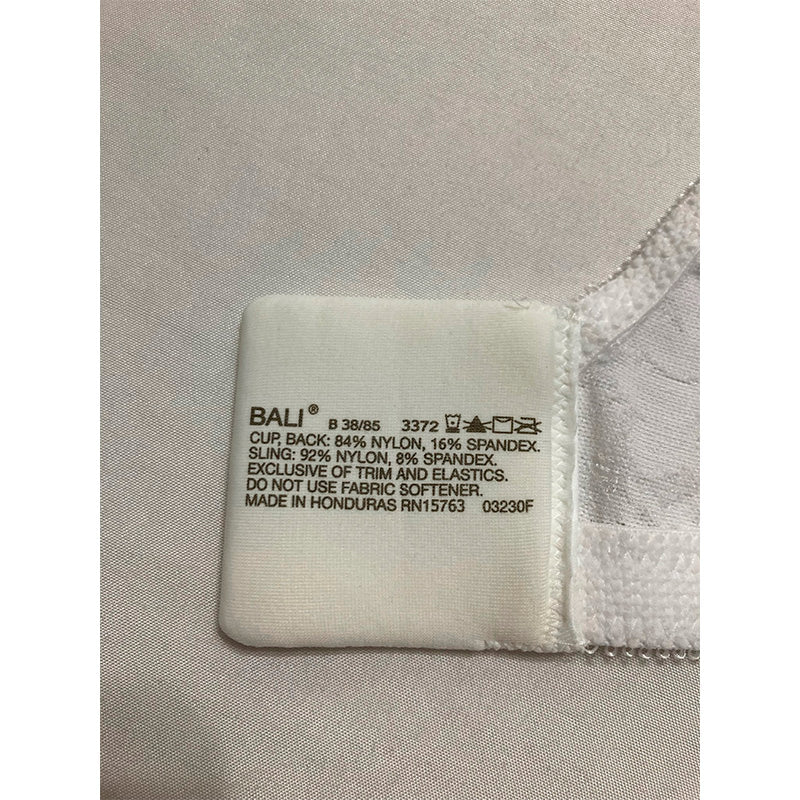 BALI® B 38/85 3372
CUP, BACK: 84% NYLON, 16% SPANDEX.
SLING: 92% NYLON, 8% SPANDEX.
EXCLUSIVE OF TRIM AND ELASTICS.
DO NOT USE FABRIC SOFTENER.
MADE IN HONDURAS RN15763 03230F